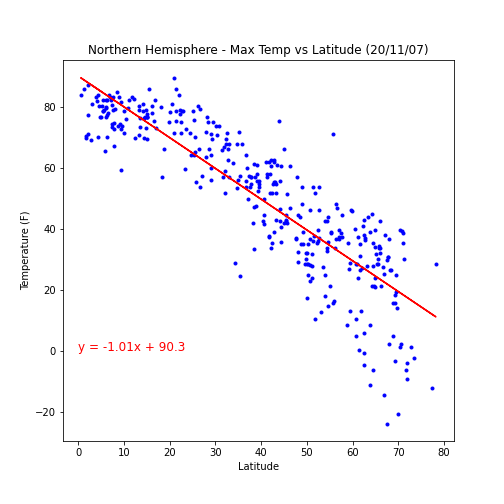 Northern Hemisphere - Max Temp vs Latitude (20/11/07)
80
60
40
20
0
−20
Temperature (F)
y = -1.01x + 90.3
0 10 20 30 40 50 60 70 80
Latitude